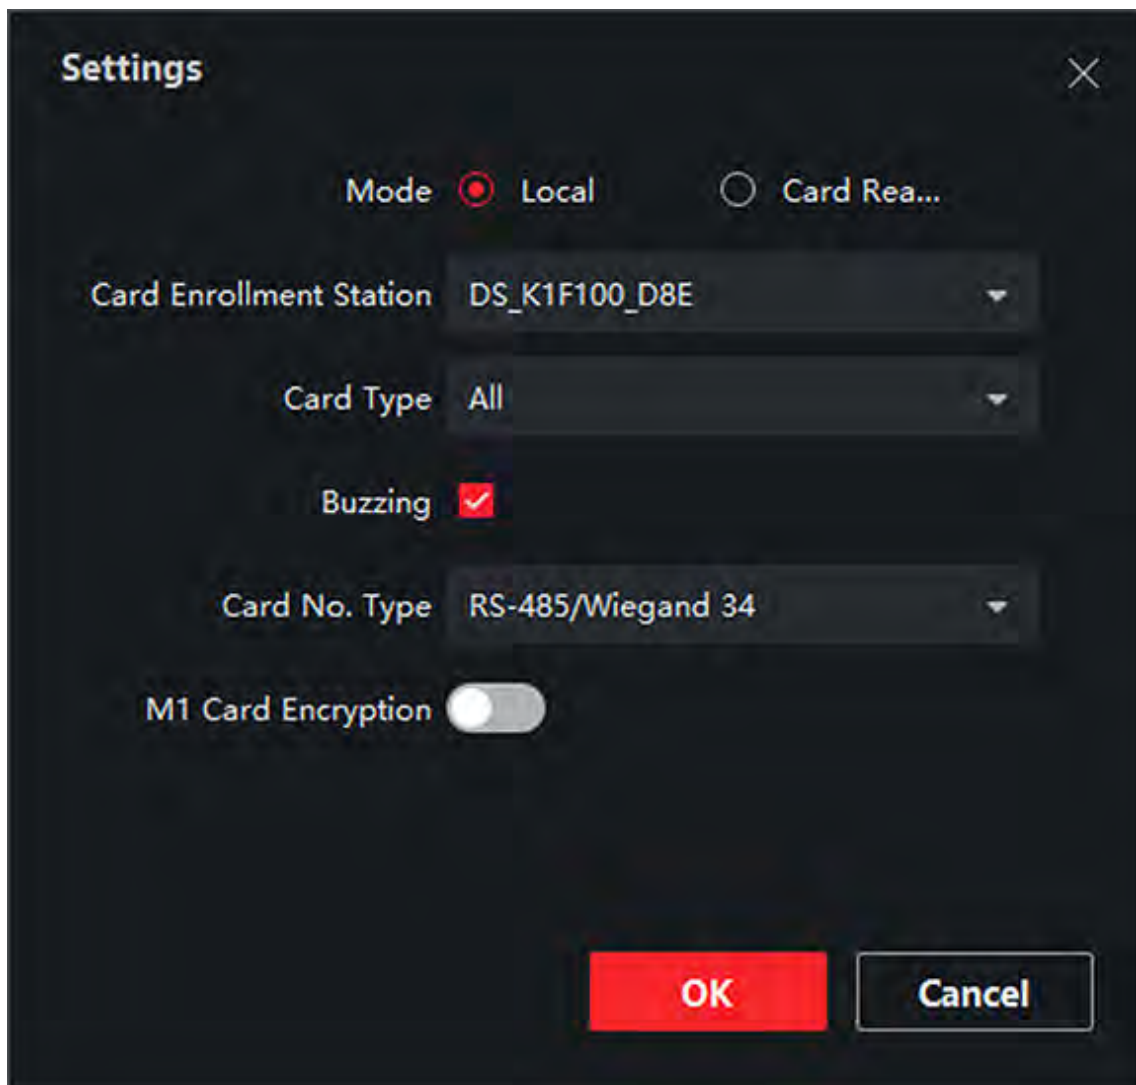 Settings
Mode Local Card Rea...
Card Enrollment Station DS_K1F100_D8E
Card Type All
Buzzing
Card No. Type RS-485/Wiegand 34
M1 Card Encryption
OK Cancel